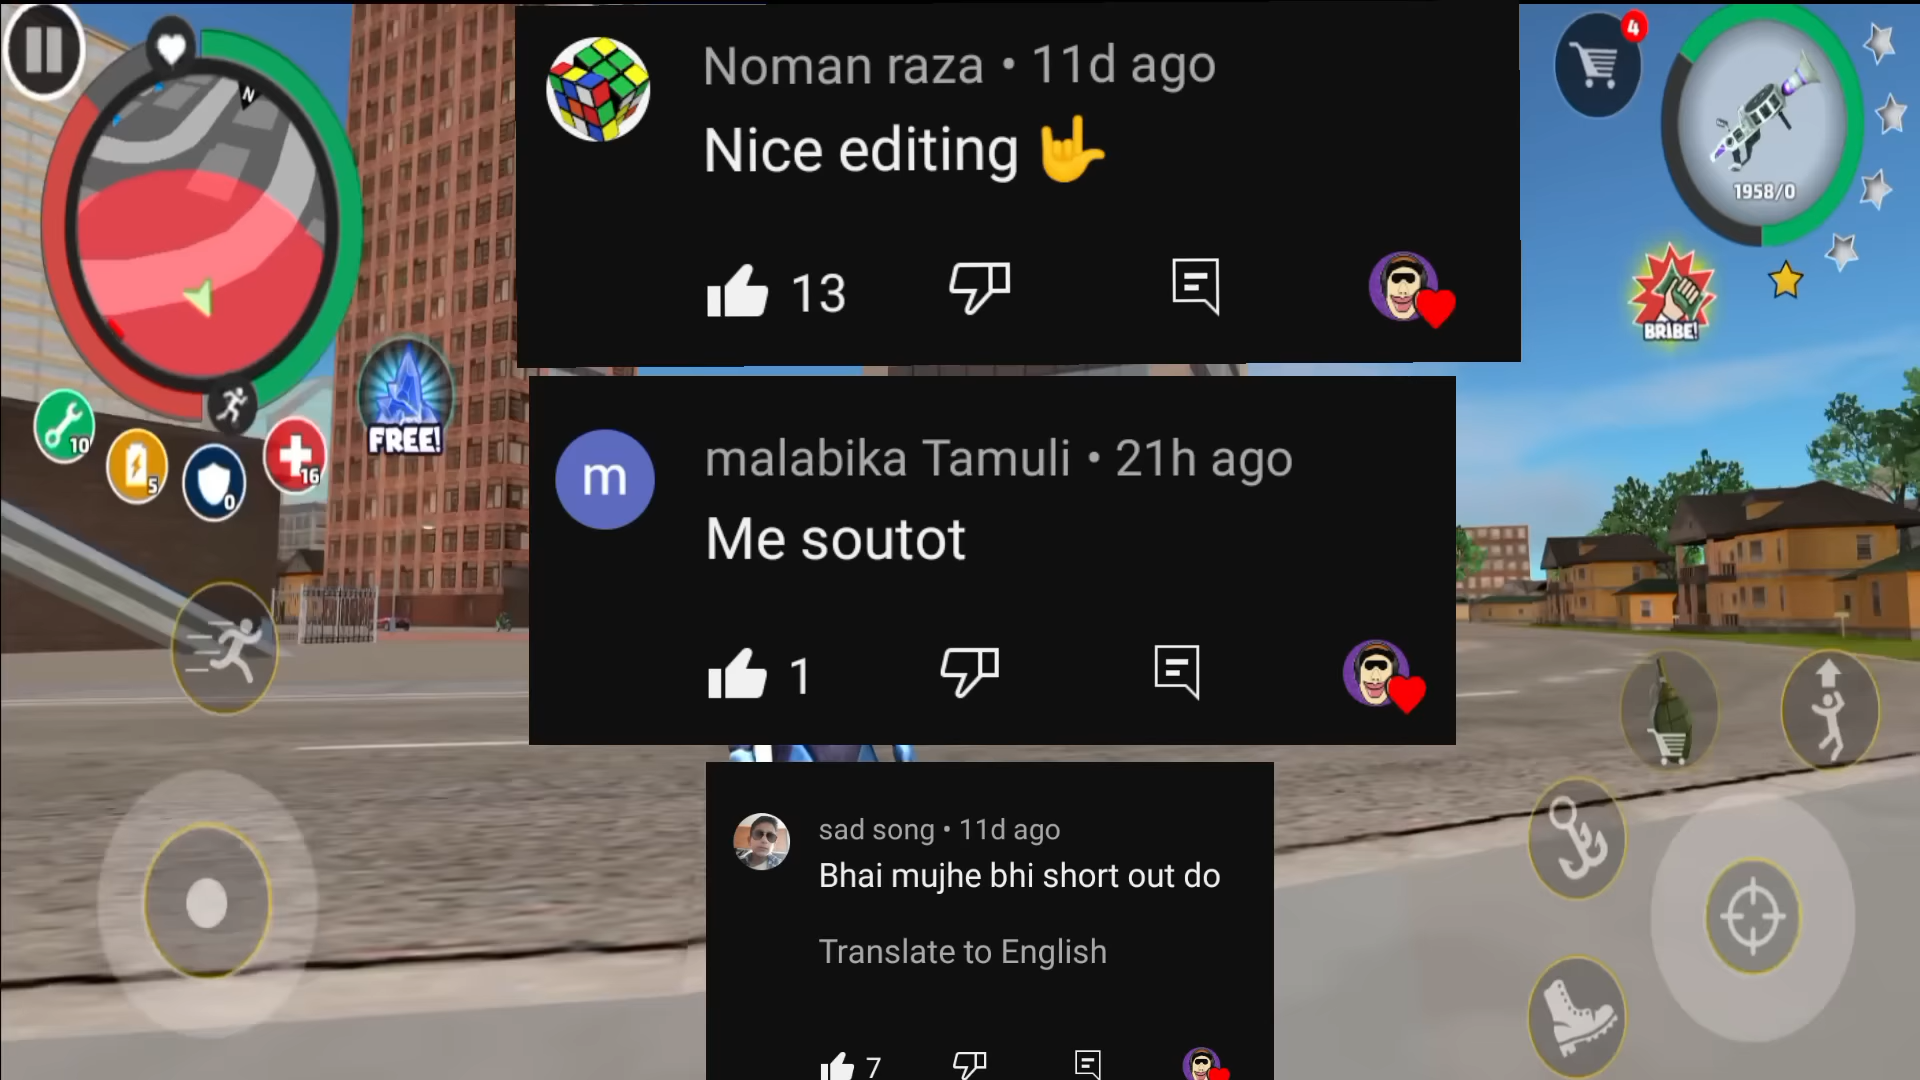 Noman raza • 11d ago
Nice editing 🤟
13
malabika Tamuli • 21h ago
m
Me soutot
1
sad song • 11d ago
Bhai mujhe bhi short out do
Translate to English
7
N
10
5
0
16
FREE!
4
1958/0
BRIBE!